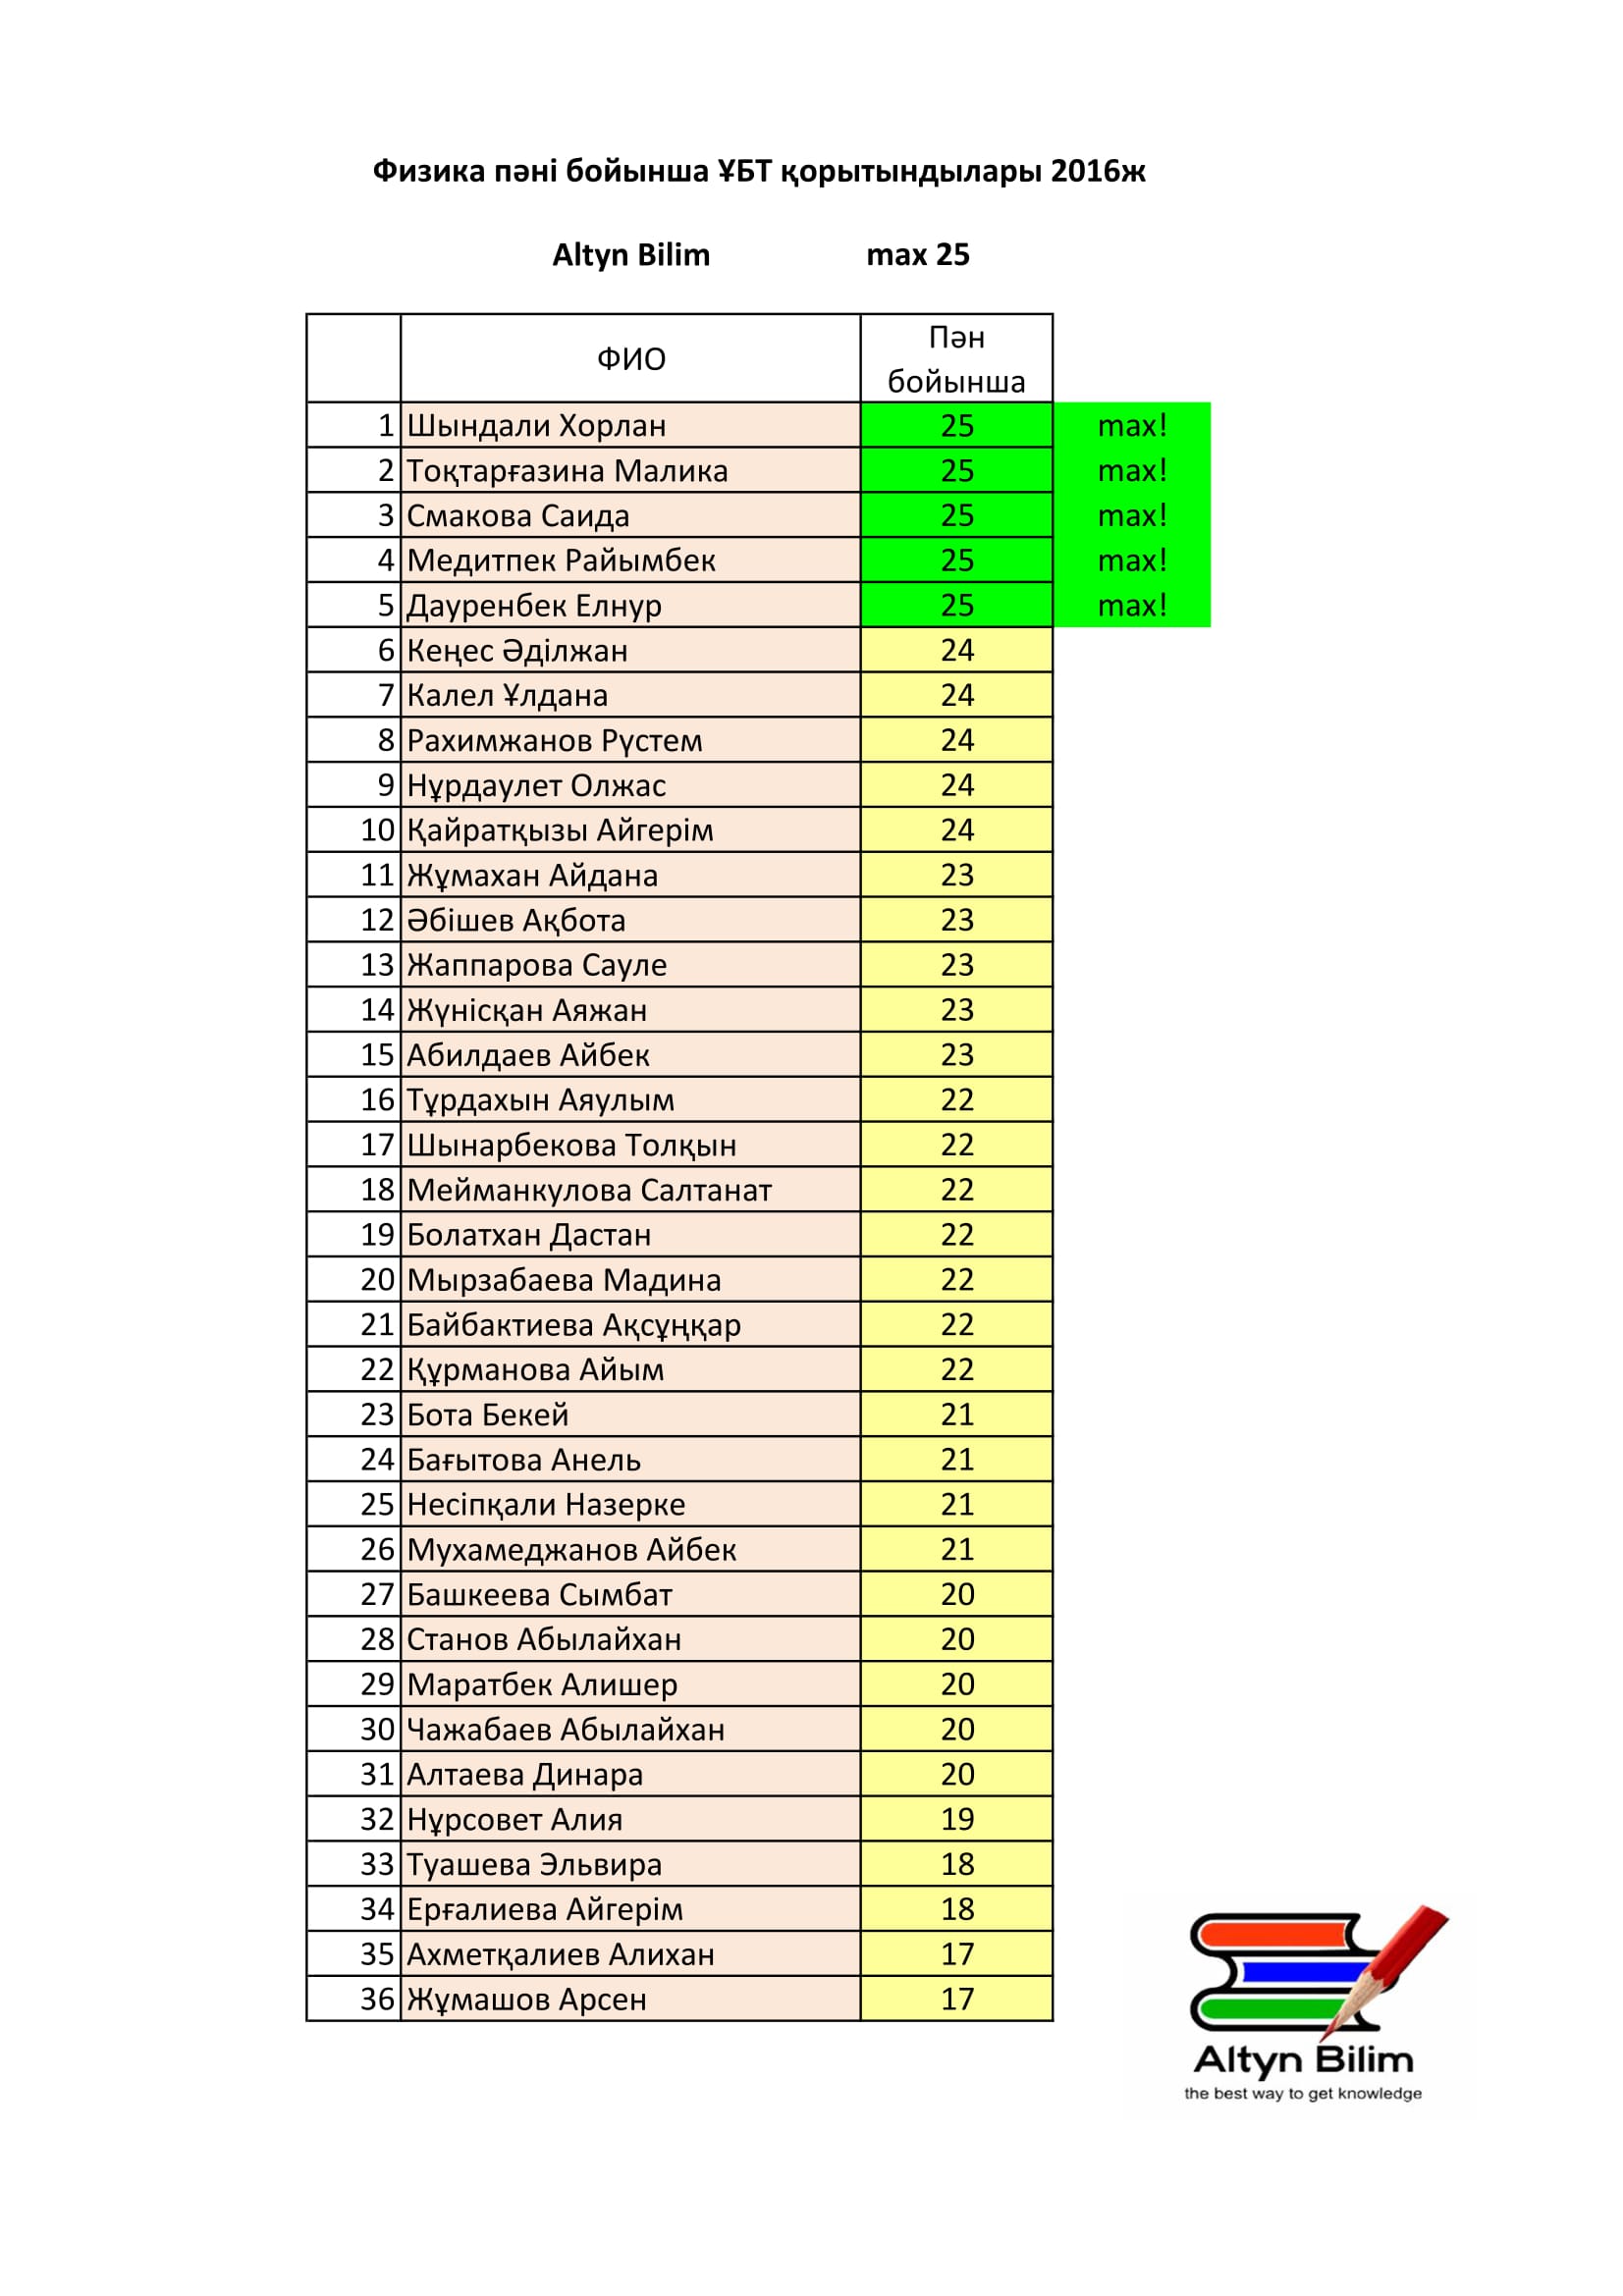 Физика пәні бойынша ҰБТ қорытындылары 2016ж
Altyn Bilim max 25
ФИО Пән бойынша
1 Шындали Хорлан 25 max!
2 Тоқтарғазина Малика 25 max!
3 Смакова Саида 25 max!
4 Медитпек Райымбек 25 max!
5 Дауренбек Елнур 25 max!
6 Кеңес Әділжан 24
7 Калел Ұлдана 24
8 Рахимжанов Рүстем 24
9 Нұрдаулет Олжас 24
10 Қайратқызы Айгерім 24
11 Жұмахан Айдана 23
12 Әбішев Ақбота 23
13 Жаппарова Сауле 23
14 Жүнісқан Аяжан 23
15 Абилдаев Айбек 23
16 Тұрдахын Аяулым 22
17 Шынарбекова Толқын 22
18 Мейманкулова Салтанат 22
19 Болатхан Дастан 22
20 Мырзабаева Мадина 22
21 Байбактиева Ақсұңқар 22
22 Құрманова Айым 22
23 Бота Бекей 21
24 Бағытова Анель 21
25 Несіпқали Назерке 21
26 Мухамеджанов Айбек 21
27 Башкеева Сымбат 20
28 Станов Абылайхан 20
29 Маратбек Алишер 20
30 Чажабаев Абылайхан 20
31 Алтаева Динара 20
32 Нұрсовет Алия 19
33 Туашева Эльвира 18
34 Ерғалиева Айгерім 18
35 Ахметқалиев Алихан 17
36 Жұмашов Арсен 17
Altyn Bilim
the best way to get knowledge